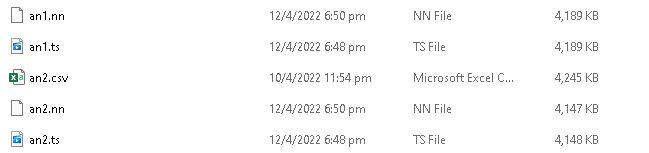 an1.nn 12/4/2022 6:50 pm NN File 4,189 KB
an1.ts 12/4/2022 6:48 pm TS File 4,189 KB
an2.csv 10/4/2022 11:54 pm Microsoft Excel C... 4,245 KB
an2.nn 12/4/2022 6:50 pm NN File 4,147 KB
an2.ts 12/4/2022 6:48 pm TS File 4,148 KB